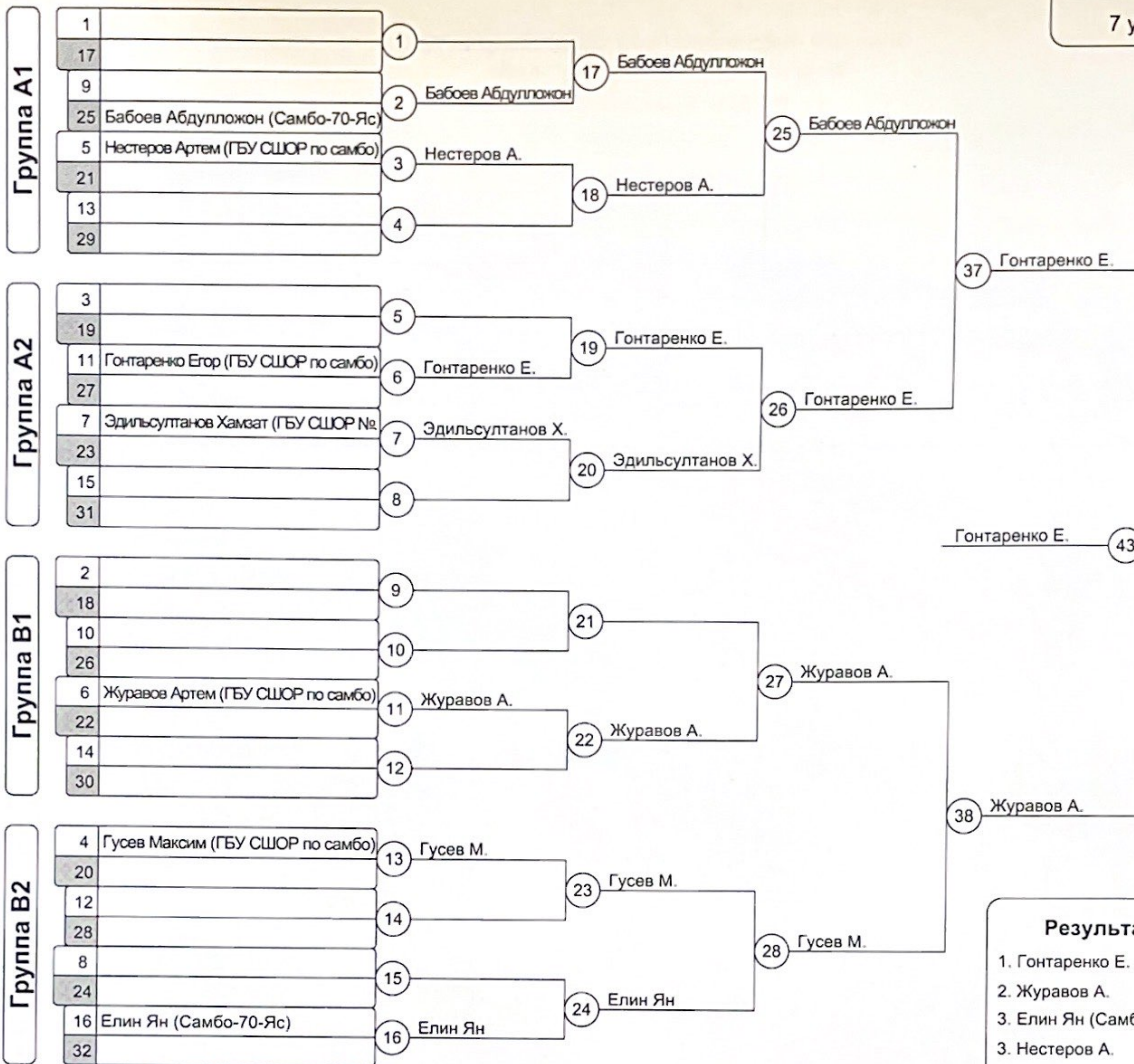 7 у
Группа A1
1
17
9
25 Бабоев Абдулложон (Самбо-70-Яс)
5 Нестеров Артем (ГБУ СШОР по самбо)
21
13
29
1
2 Бабоев Абдулложон
3 Нестеров А.
4
17 Бабоев Абдулложон
18 Нестеров А.
25 Бабоев Абдулложон
Группа A2
3
19
11 Гонтаренко Егор (ГБУ СШОР по самбо)
27
7 Эдильсултанов Хамзат (ГБУ СШОР №
23
15
31
5
6 Гонтаренко Е.
7 Эдильсултанов Х.
8
19 Гонтаренко Е.
20 Эдильсултанов Х.
26 Гонтаренко Е.
37 Гонтаренко Е.
Гонтаренко Е. 43
Группа B1
2
18
10
26
6 Журавов Артем (ГБУ СШОР по самбо)
22
14
30
9
10
11 Журавов А.
12
21
22 Журавов А.
27 Журавов А.
Группа B2
4 Гусев Максим (ГБУ СШОР по самбо)
20
12
28
8
24
16 Елин Ян (Самбо-70-Яс)
32
13 Гусев М.
14
15
16 Елин Ян
23 Гусев М.
24 Елин Ян
28 Гусев М.
38 Журавов А.
Результа
1. Гонтаренко Е.
2. Журавов А.
3. Елин Ян (Самб
3. Нестеров А.